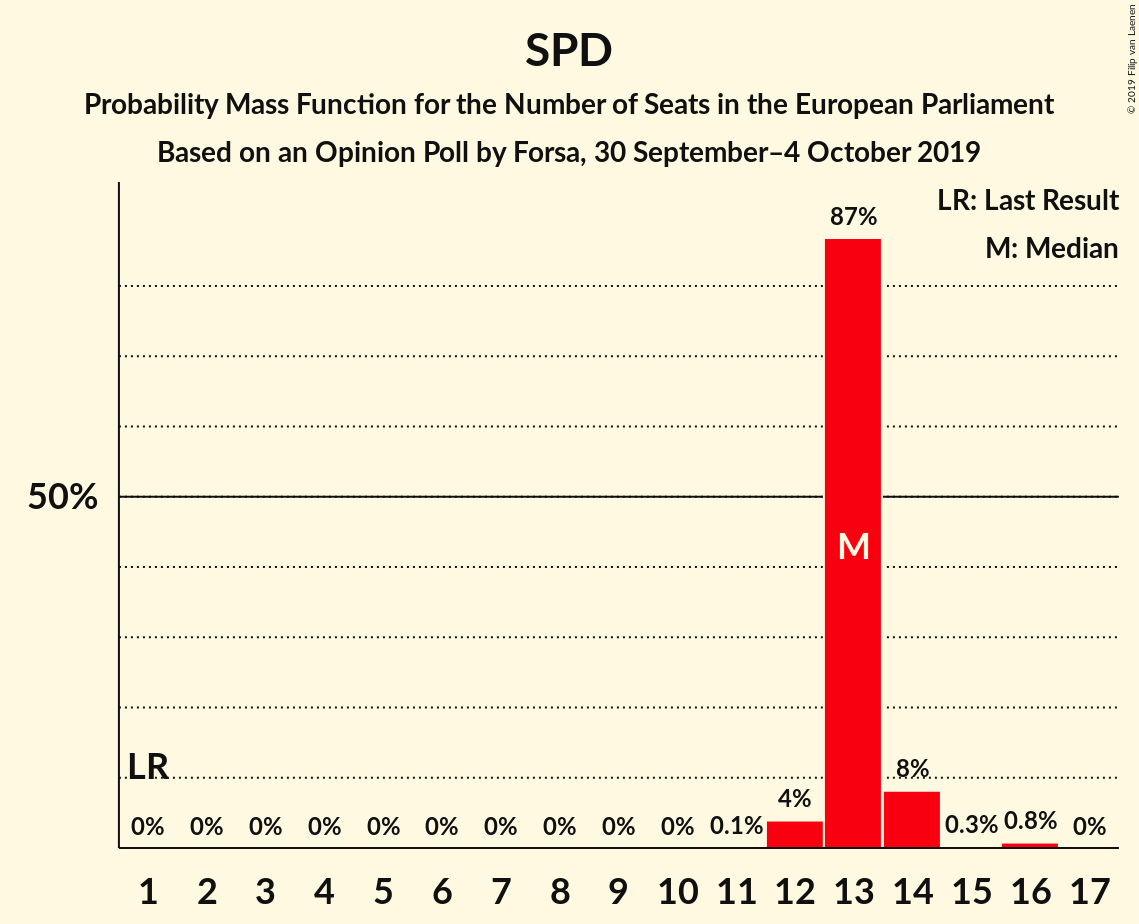 SPD
Probability Mass Function for the Number of Seats in the European Parliament
Based on an Opinion Poll by Forsa, 30 September–4 October 2019
© 2019 Filip van Laenen
LR: Last Result
M: Median
87%
50%
M
LR
0% 0% 0% 0% 0% 0% 0% 0% 0% 0% 0.1% 4% 8% 0.3% 0.8% 0%
1 2 3 4 5 6 7 8 9 10 11 12 13 14 15 16 17